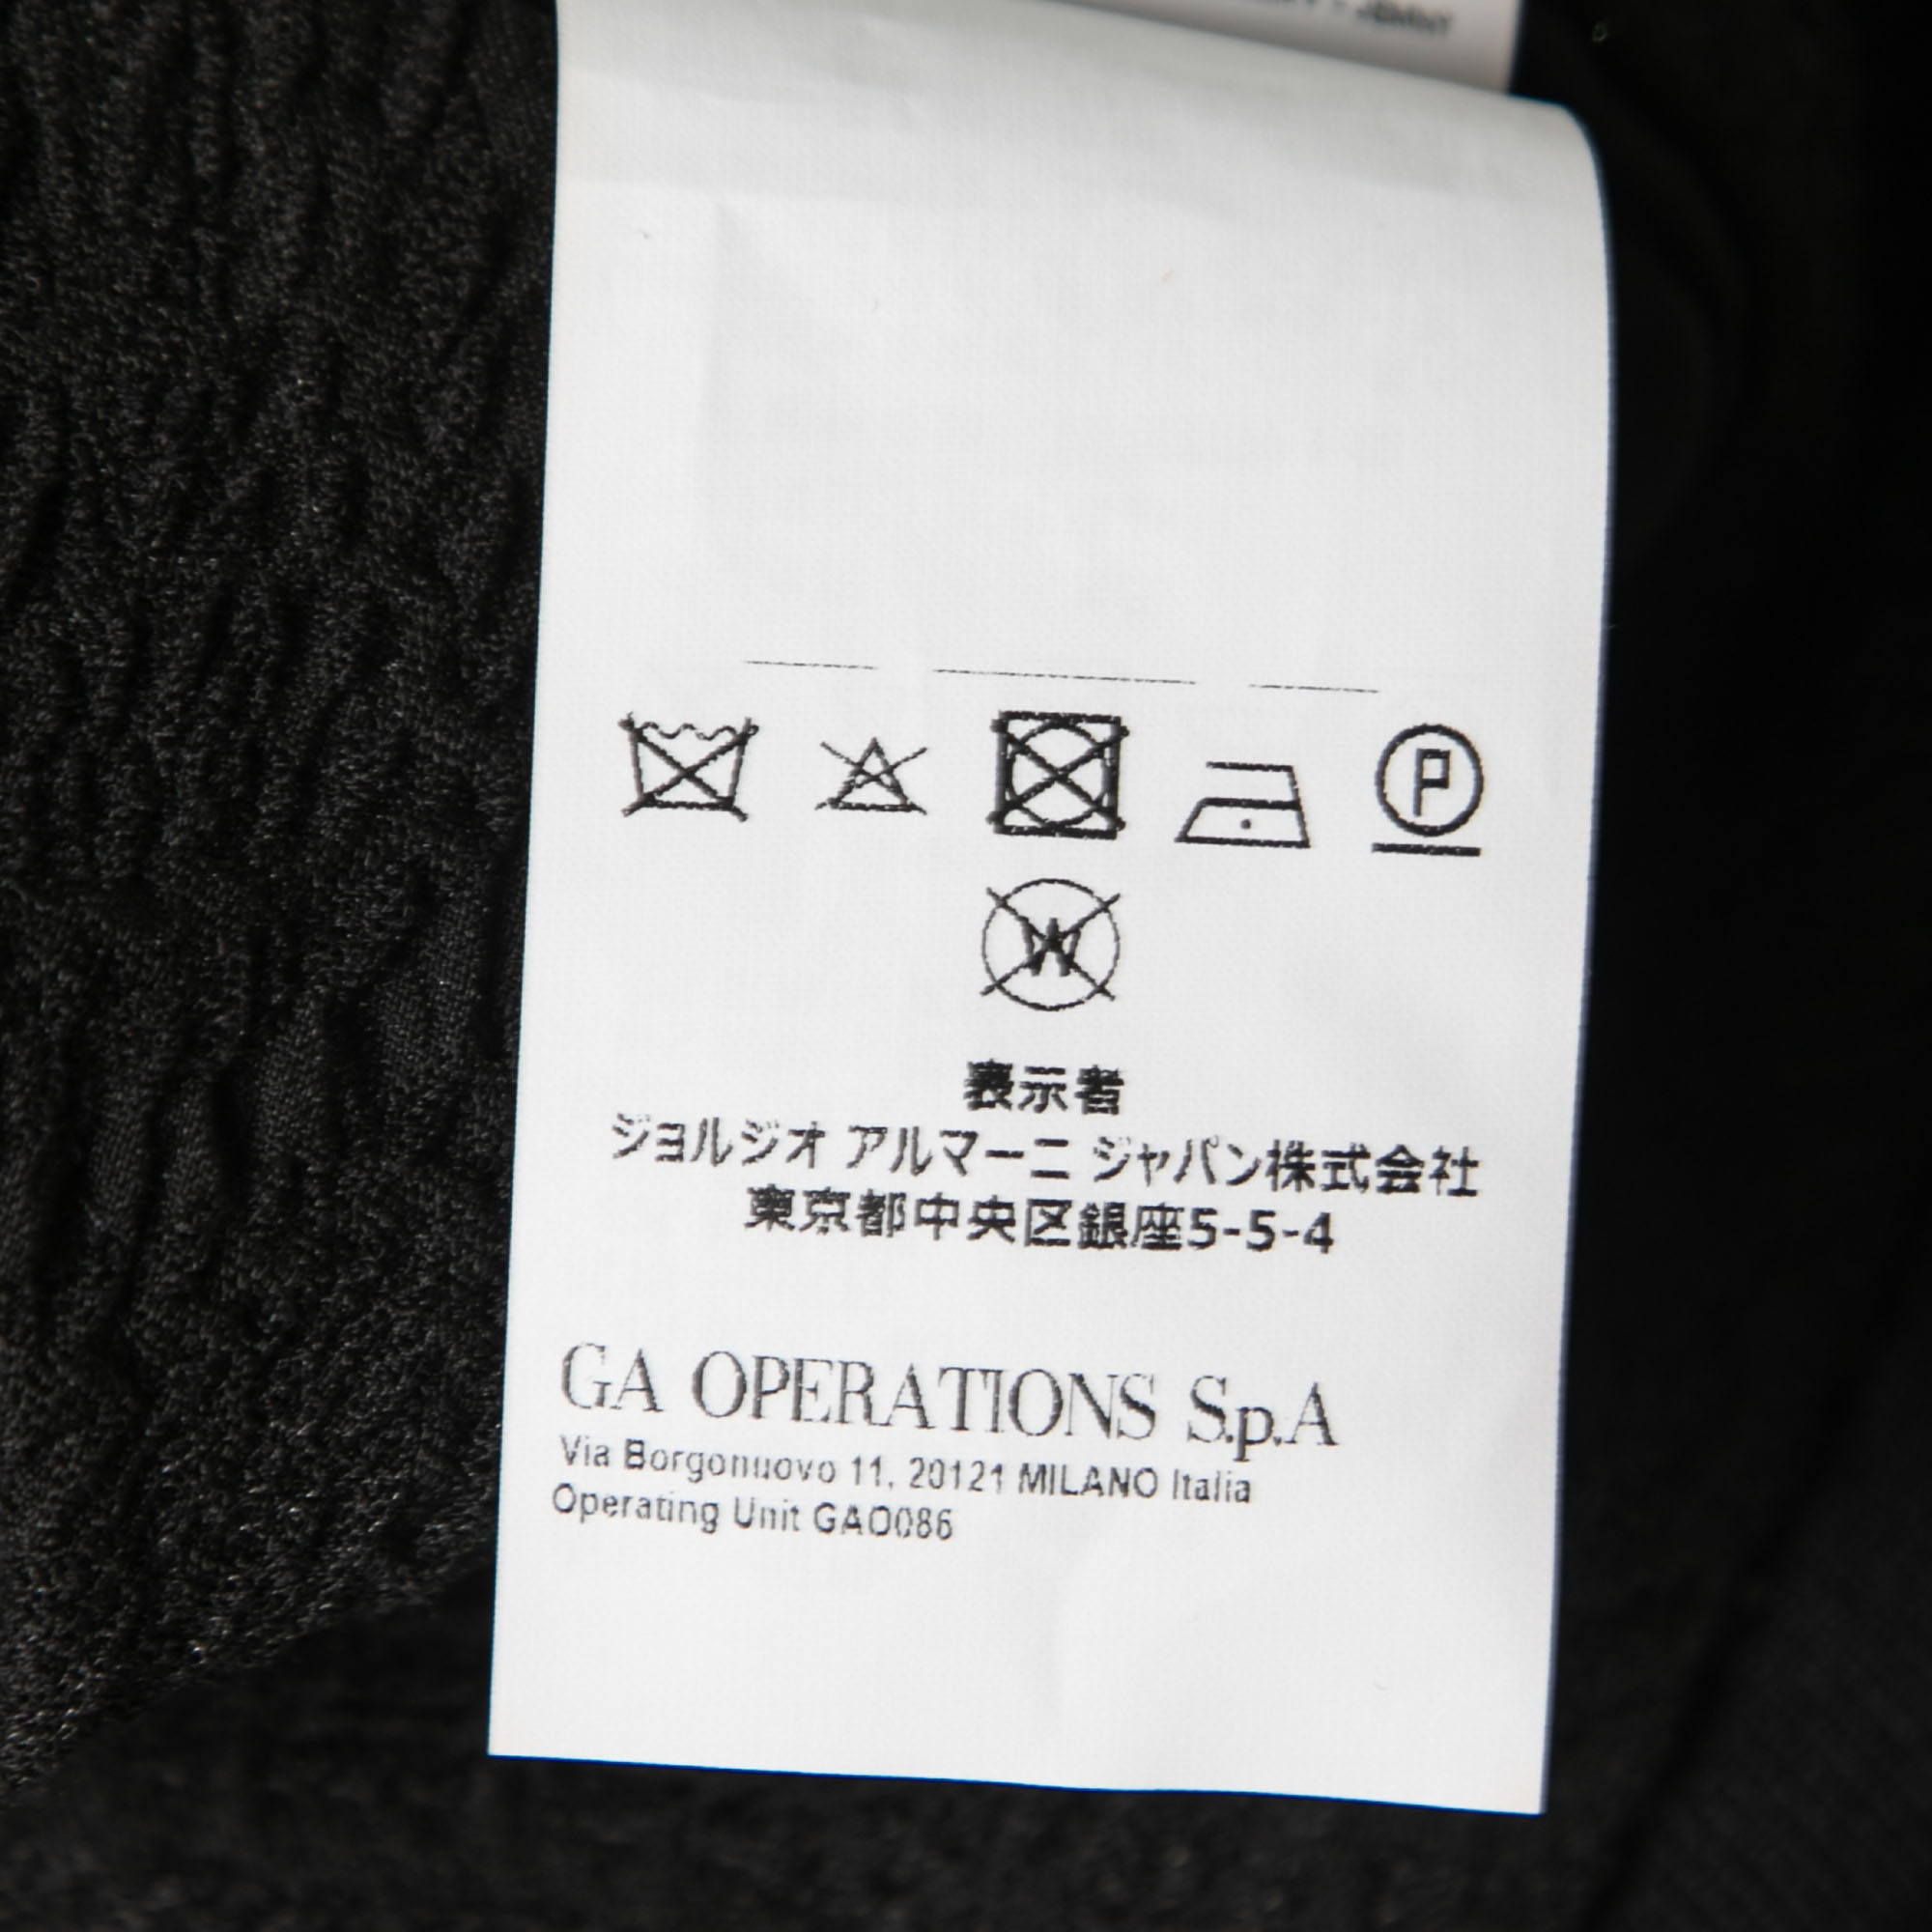 P
W
表示者
ジョルジオ アルマーニ ジャパン株式会社
東京都中央区銀座5-5-4
GA OPERATIONS S.p.A
Via Borgonuovo 11, 20121 MILANO Italia
Operating Unit GAO086